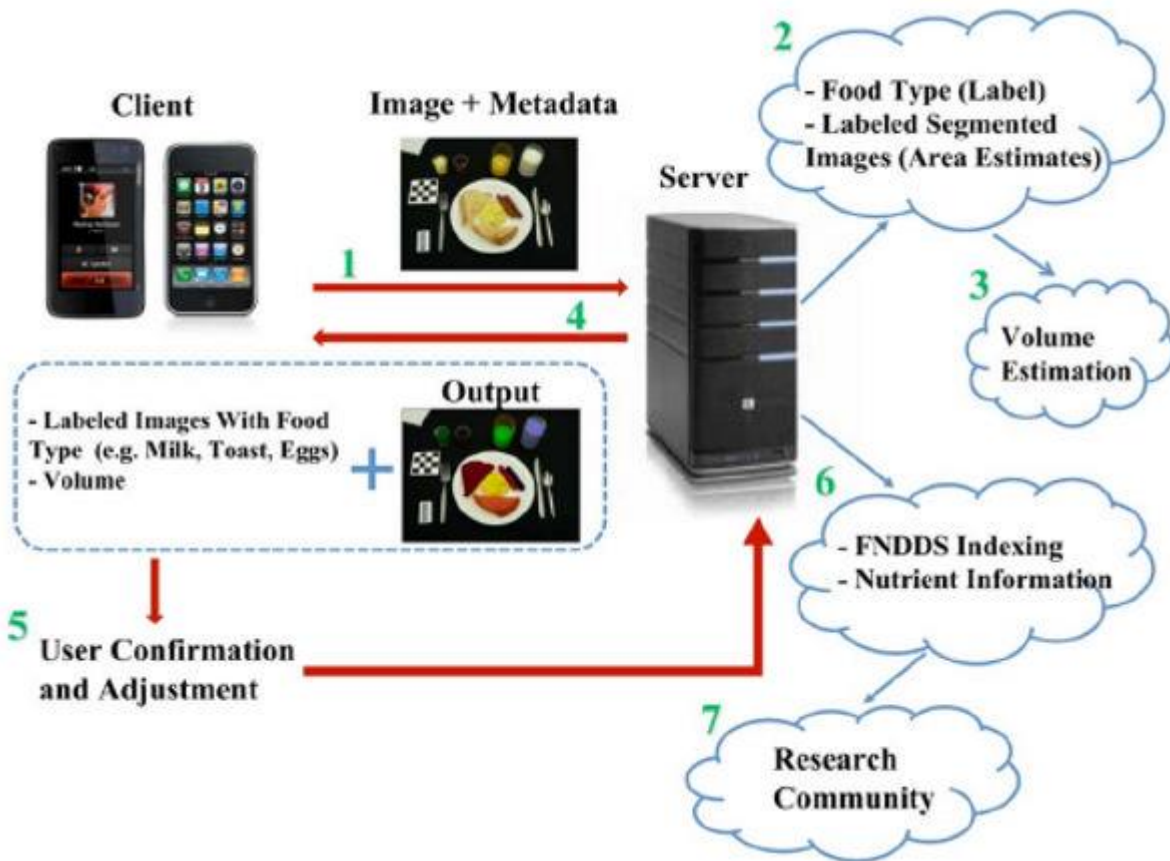 Client
Image + Metadata
1
4
Server
2
- Food Type (Label)
- Labeled Segmented
Images (Area Estimates)
3
Volume
Estimation
- Labeled Images With Food
Type (e.g. Milk, Toast, Eggs)
- Volume
+
Output
5
User Confirmation
and Adjustment
6
- FNDDS Indexing
- Nutrient Information
7
Research
Community